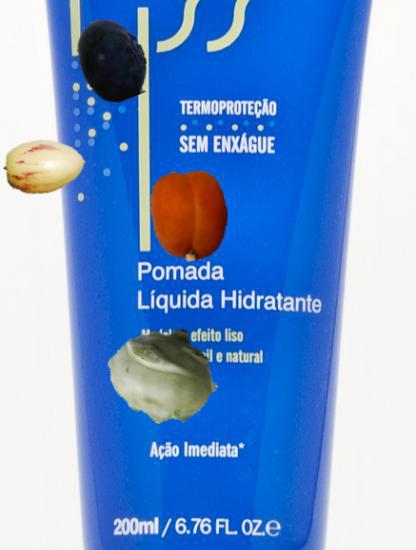 TERMOPROTEÇÃO
SEM ENXÁGUE
Pomada
Líquida Hidratante
efeito liso
e natural
Ação Imediata*
200ml / 6.76 FL. OZ.e